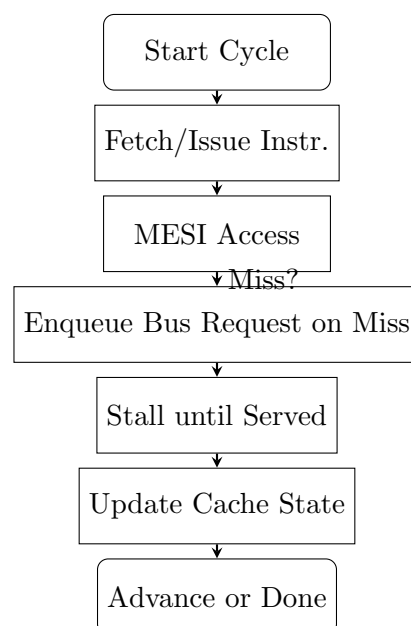 Start Cycle
Fetch/Issue Instr.
MESI Access
Miss?
Enqueue Bus Request on Miss
Stall until Served
Update Cache State
Advance or Done